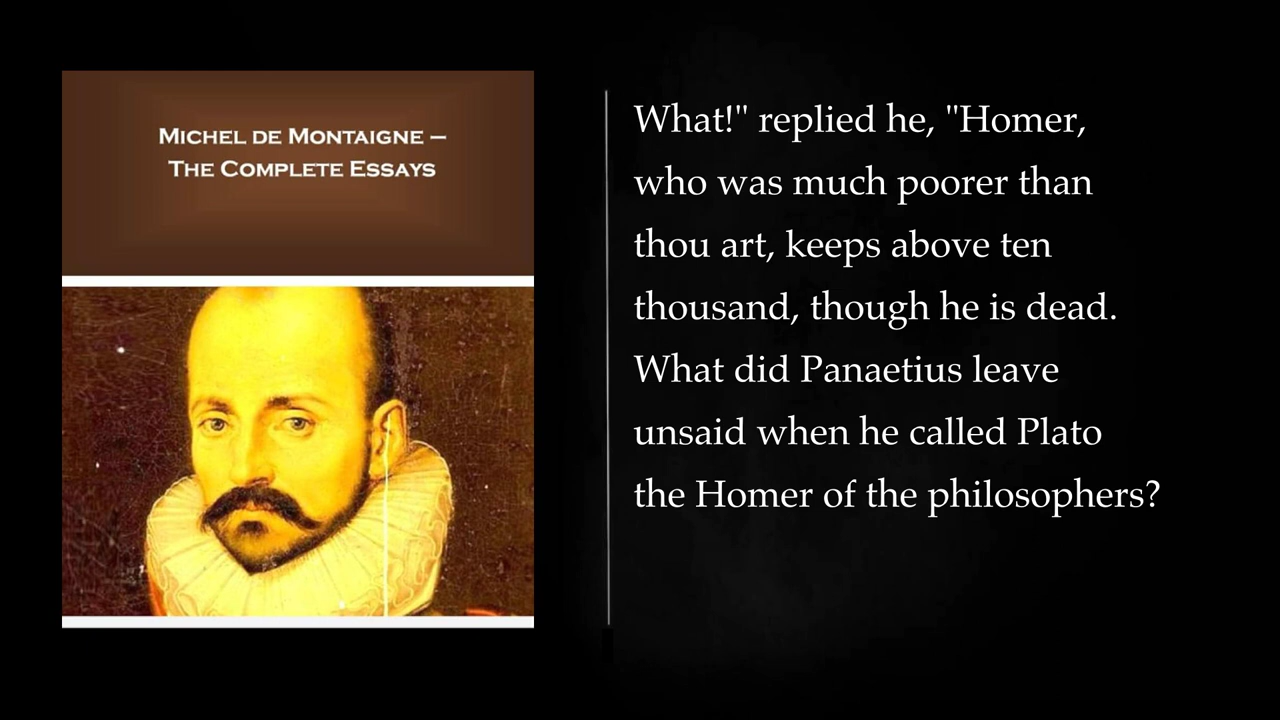 MICHEL DE MONTAIGNE –
THE COMPLETE ESSAYS
What!" replied he, "Homer,
who was much poorer than
thou art, keeps above ten
thousand, though he is dead.
What did Panaetius leave
unsaid when he called Plato
the Homer of the philosophers?